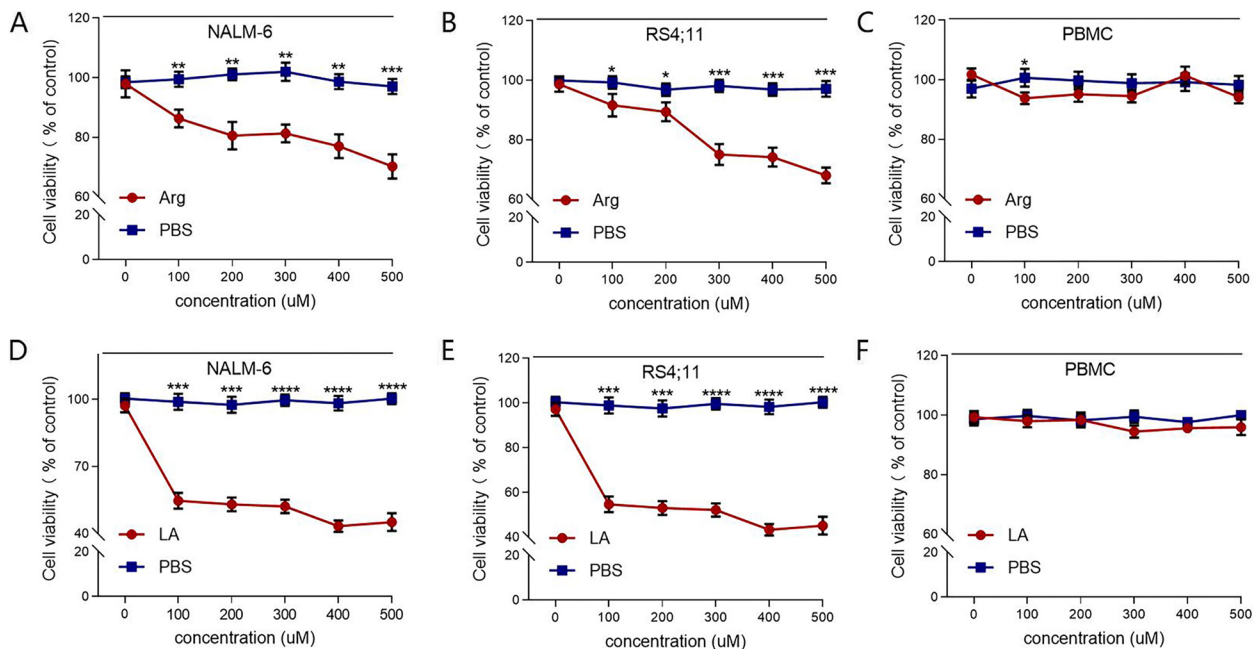 A
NALM-6
Cell viability ( % of control)
120
100
80
60
20
0
** ** ** ** ***
Arg
PBS
0 100 200 300 400 500
concentration (uM)
B
RS4;11
Cell viability ( % of control)
120
100
80
60
20
0
* * *** *** ***
Arg
PBS
0 100 200 300 400 500
concentration (uM)
C
PBMC
Cell viability ( % of control)
120
100
80
60
20
0
*
Arg
PBS
0 100 200 300 400 500
concentration (uM)
D
NALM-6
Cell viability ( % of control)
100
70
40
20
0
*** *** **** **** ****
LA
PBS
0 100 200 300 400 500
concentration (uM)
E
RS4;11
Cell viability ( % of control)
120
100
80
60
40
20
0
*** *** **** **** ****
LA
PBS
0 100 200 300 400 500
concentration (uM)
F
PBMC
Cell viability ( % of control)
120
100
80
60
20
0
LA
PBS
0 100 200 300 400 500
concentration (uM)